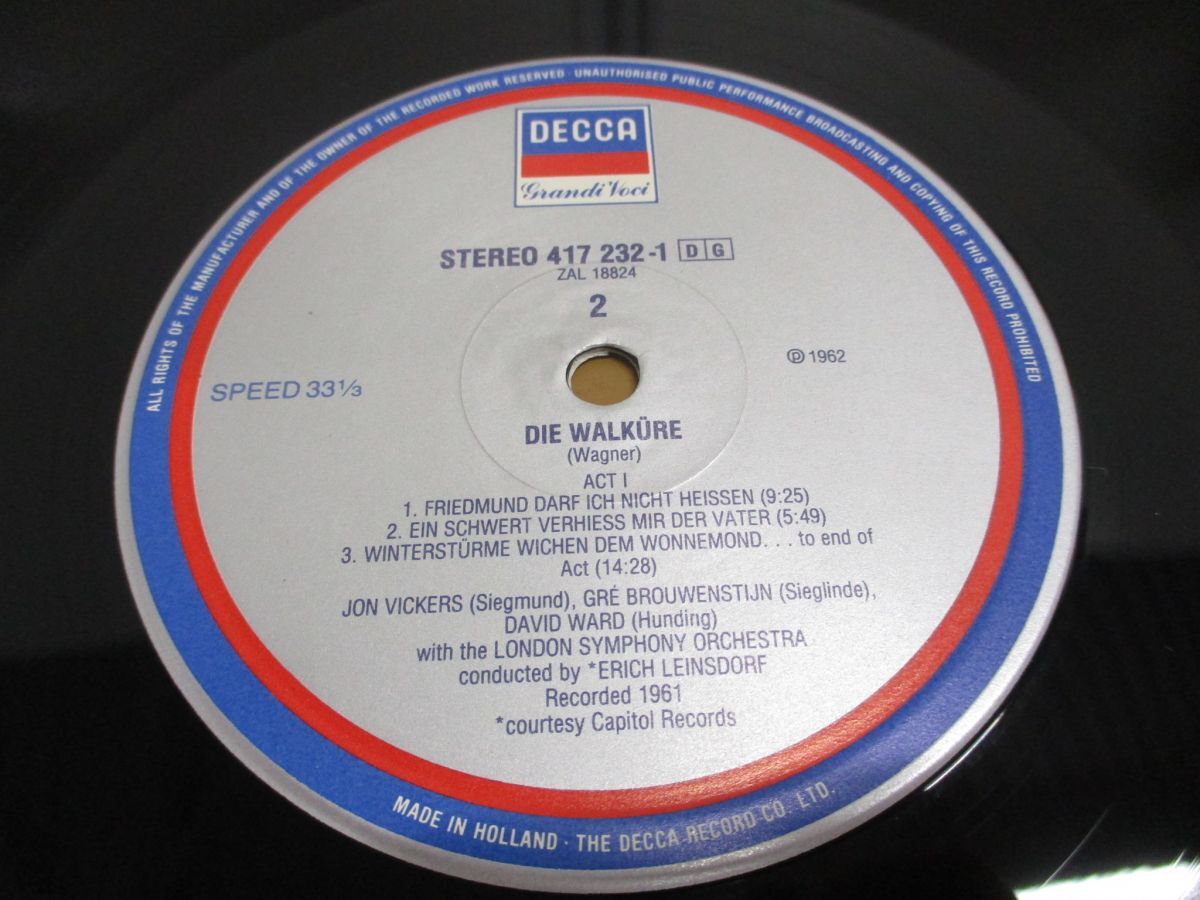 ALL RIGHTS OF THE MANUFACTURER AND OF THE OWNER OF THE RECORDED WORK RESERVED · UNAUTHORISED PUBLIC PERFORMANCE BROADCASTING AND COPYING OF THIS RECORD PROHIBITED
DECCA
Grandi Voci
STEREO 417 232-1 D G
ZAL 18824
2
℗ 1962
SPEED 33⅓
DIE WALKÜRE
(Wagner)
ACT I
1. FRIEDMUND DARF ICH NICHT HEISSEN (9:25)
2. EIN SCHWERT VERHIESS MIR DER VATER (5:49)
3. WINTERSTÜRME WICHEN DEM WONNEMOND. . . to end of
Act (14:28)
JON VICKERS (Siegmund), GRÉ BROUWENSTIJN (Sieglinde),
DAVID WARD (Hunding)
with the LONDON SYMPHONY ORCHESTRA
conducted by *ERICH LEINSDORF
Recorded 1961
*courtesy Capitol Records
MADE IN HOLLAND · THE DECCA RECORD CO. LTD.